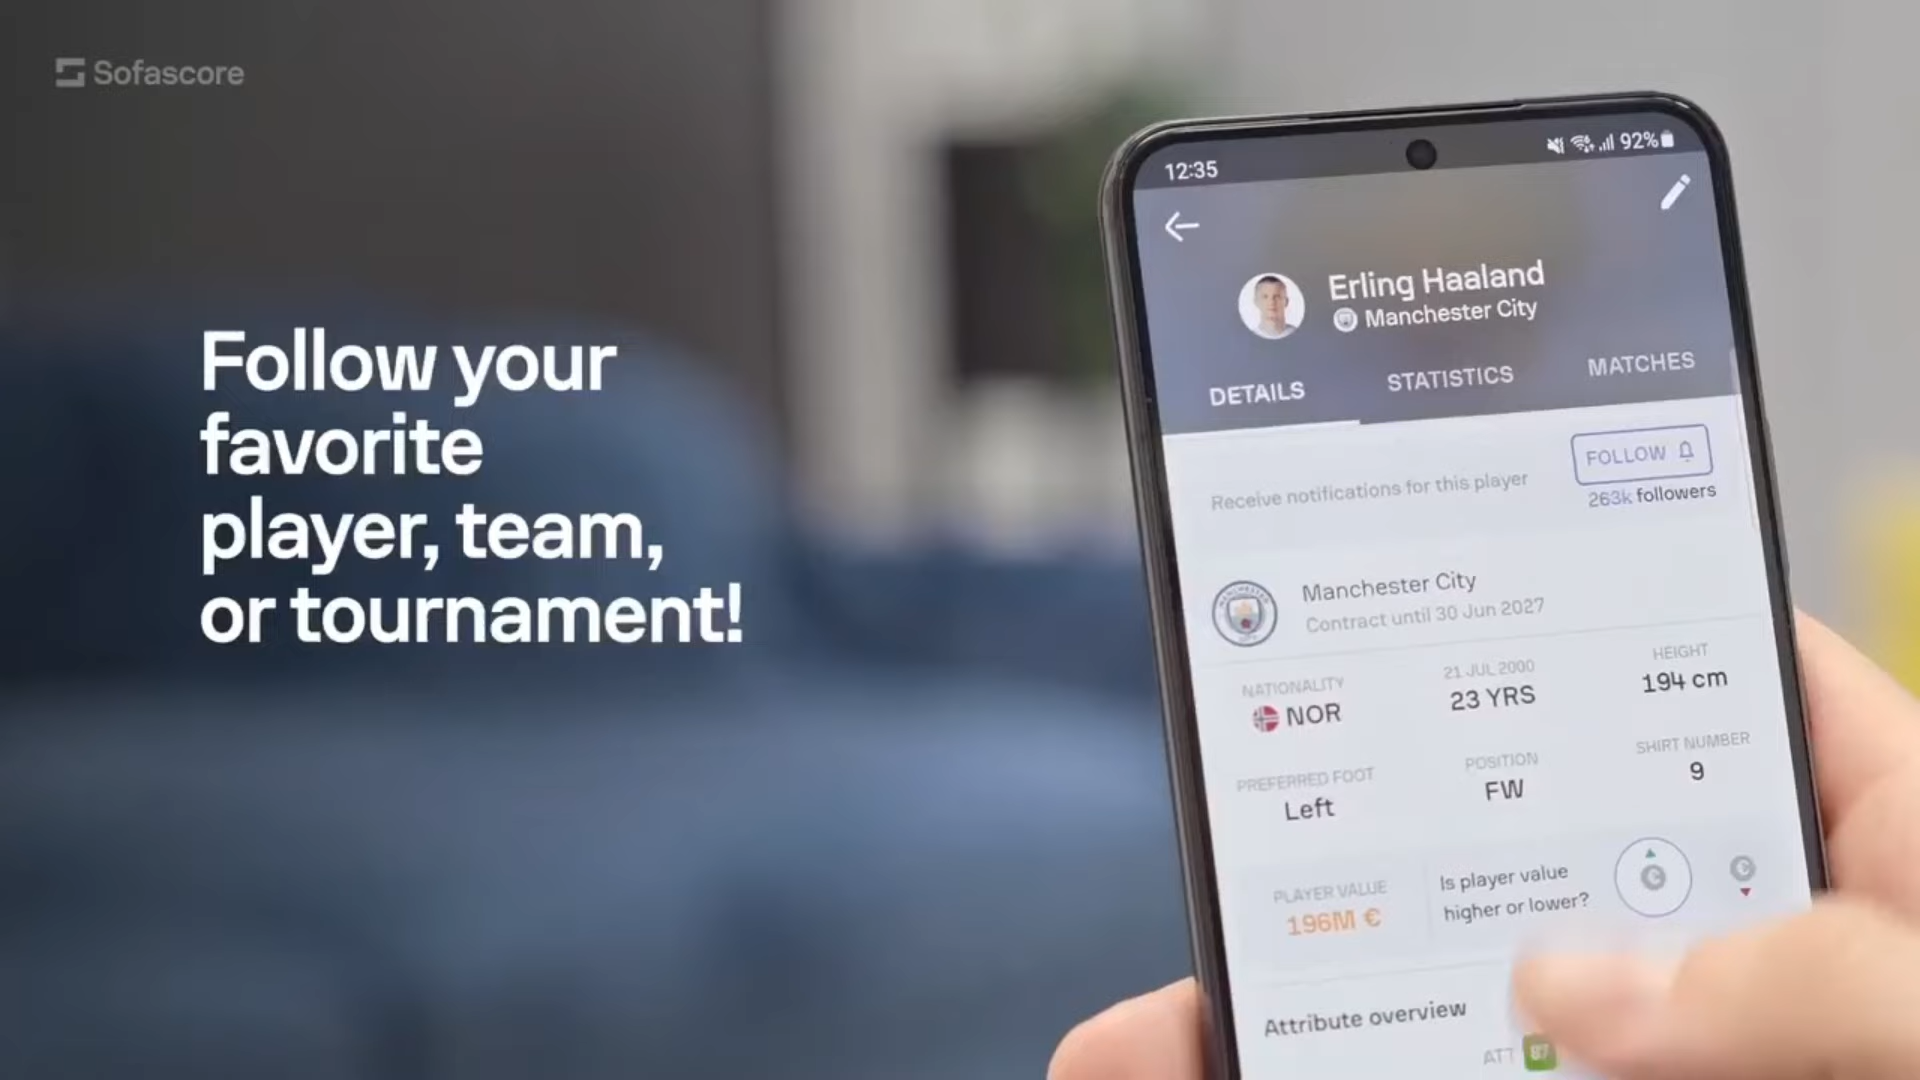 Sofascore
Follow your
favorite
player, team,
or tournament!
12:35
92%
Erling Haaland
Manchester City
DETAILS
STATISTICS
MATCHES
Receive notifications for this player
FOLLOW
263k followers
Manchester City
Contract until 30 Jun 2027
NATIONALITY
NOR
21 JUL 2000
23 YRS
HEIGHT
194 cm
PREFERRED FOOT
Left
POSITION
FW
SHIRT NUMBER
9
PLAYER VALUE
196M €
Is player value
higher or lower?
Attribute overview
ATT 87